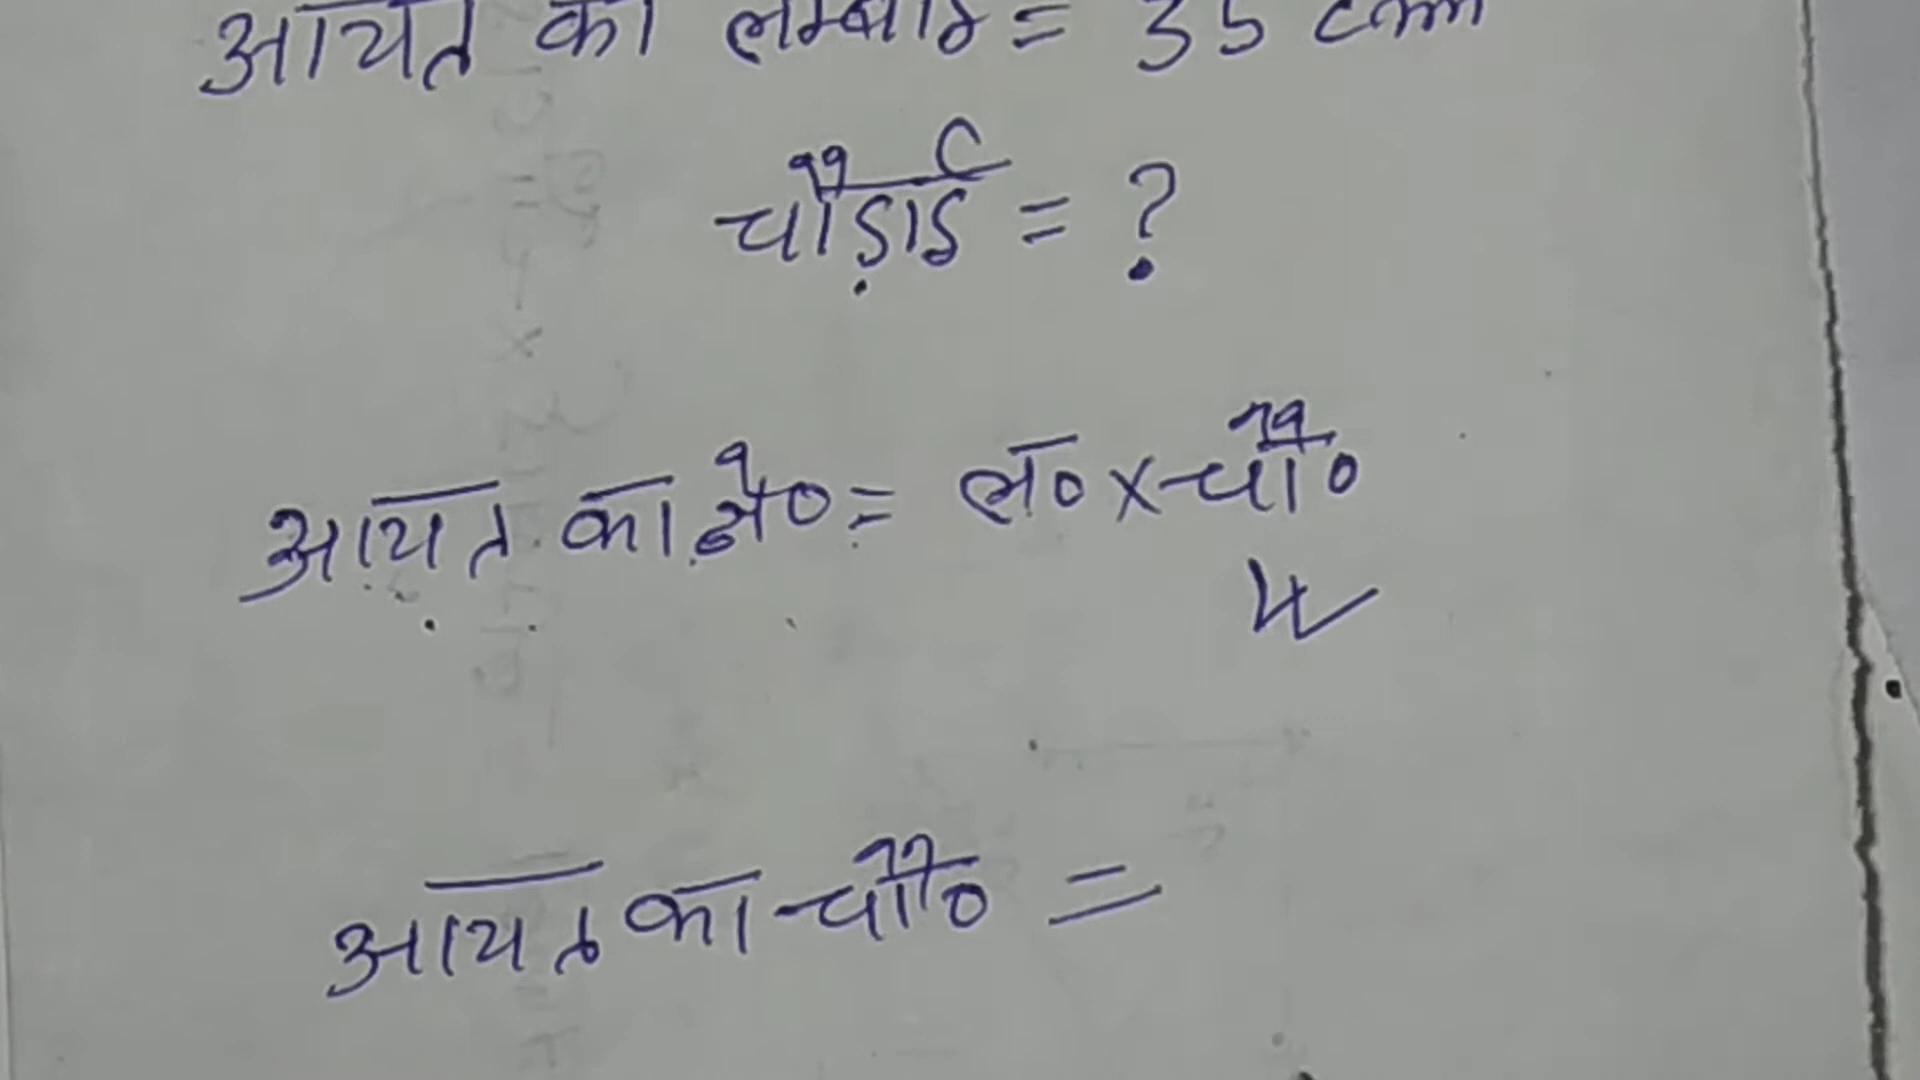 आयत का लम्बाई = 35 cm
चौड़ाई = ?
आयत का क्षे० = ल० × चौ०
आयत का चौ० =